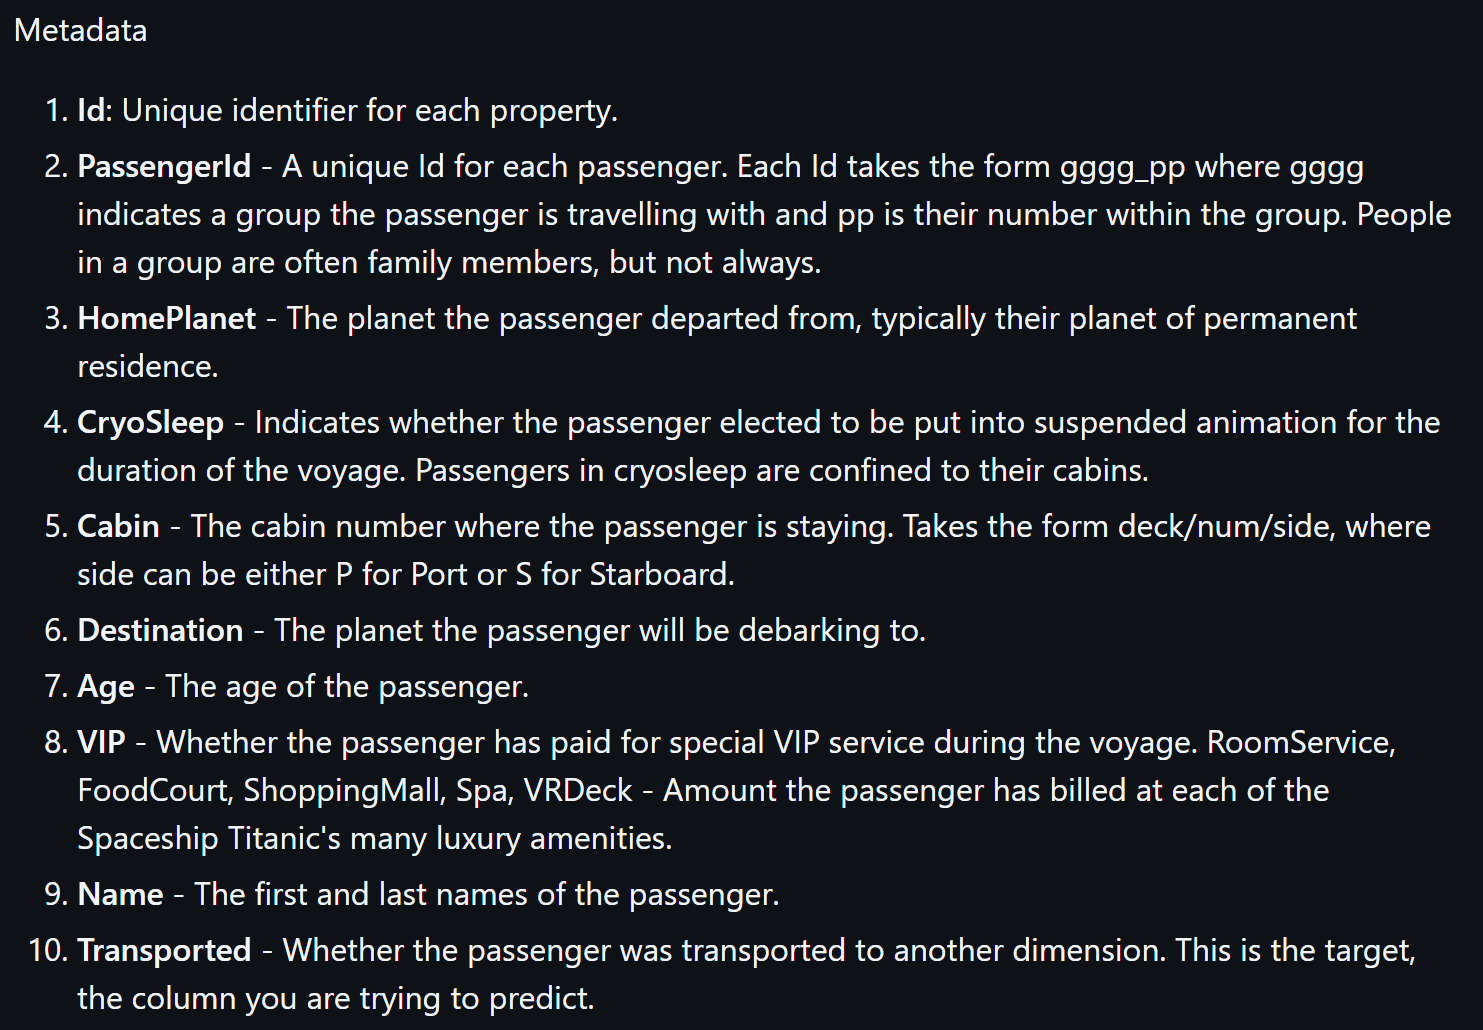 Metadata
1. Id: Unique identifier for each property.
2. PassengerId - A unique Id for each passenger. Each Id takes the form gggg_pp where gggg
indicates a group the passenger is travelling with and pp is their number within the group. People
in a group are often family members, but not always.
3. HomePlanet - The planet the passenger departed from, typically their planet of permanent
residence.
4. CryoSleep - Indicates whether the passenger elected to be put into suspended animation for the
duration of the voyage. Passengers in cryosleep are confined to their cabins.
5. Cabin - The cabin number where the passenger is staying. Takes the form deck/num/side, where
side can be either P for Port or S for Starboard.
6. Destination - The planet the passenger will be debarking to.
7. Age - The age of the passenger.
8. VIP - Whether the passenger has paid for special VIP service during the voyage. RoomService,
FoodCourt, ShoppingMall, Spa, VRDeck - Amount the passenger has billed at each of the
Spaceship Titanic's many luxury amenities.
9. Name - The first and last names of the passenger.
10. Transported - Whether the passenger was transported to another dimension. This is the target,
the column you are trying to predict.